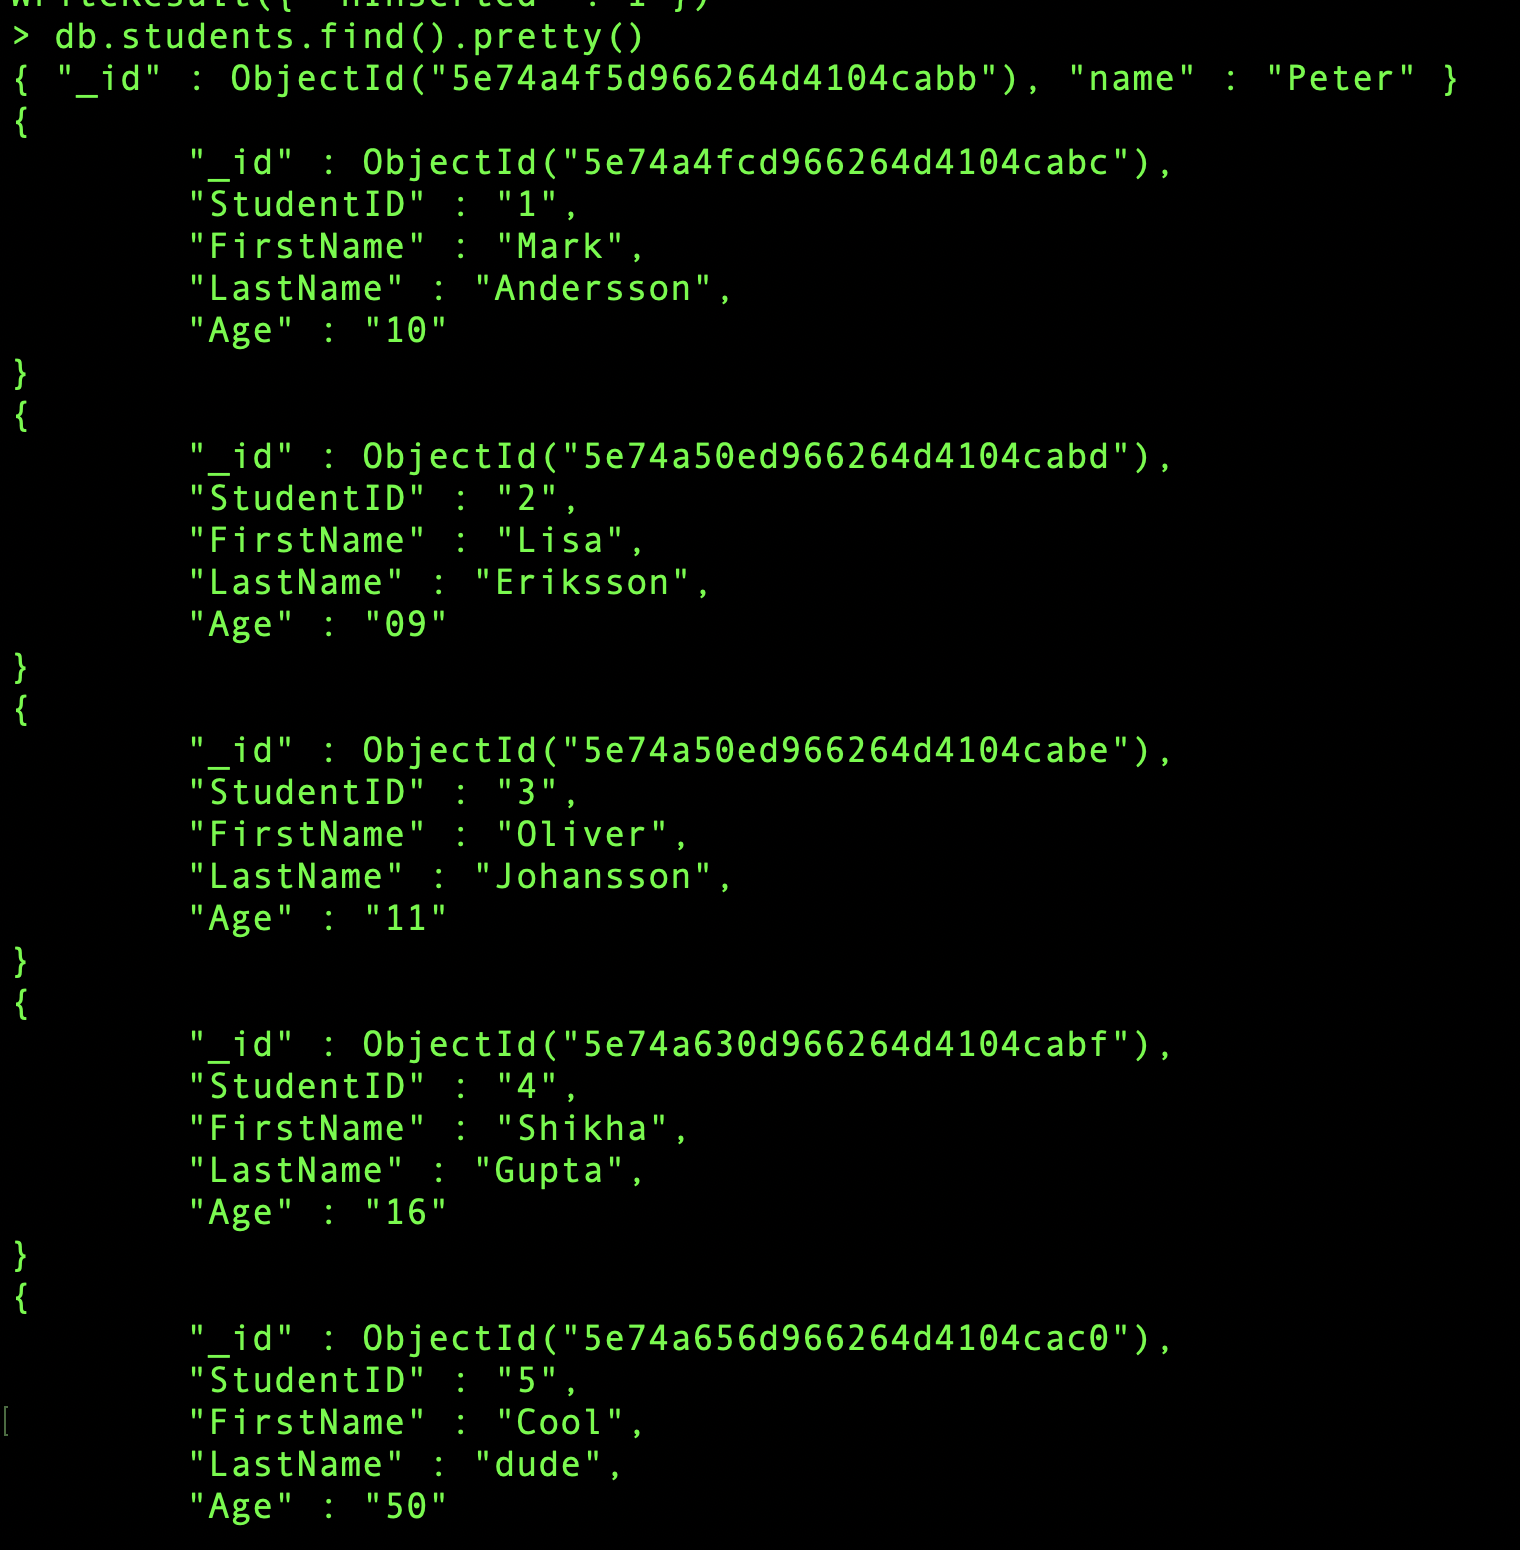 WriteResult({ "nInserted" : 1 })
> db.students.find().pretty()
{ "_id" : ObjectId("5e74a4f5d966264d4104cabb"), "name" : "Peter" }
{
"_id" : ObjectId("5e74a4fcd966264d4104cabc"),
"StudentID" : "1",
"FirstName" : "Mark",
"LastName" : "Andersson",
"Age" : "10"
}
{
"_id" : ObjectId("5e74a50ed966264d4104cabd"),
"StudentID" : "2",
"FirstName" : "Lisa",
"LastName" : "Eriksson",
"Age" : "09"
}
{
"_id" : ObjectId("5e74a50ed966264d4104cabe"),
"StudentID" : "3",
"FirstName" : "Oliver",
"LastName" : "Johansson",
"Age" : "11"
}
{
"_id" : ObjectId("5e74a630d966264d4104cabf"),
"StudentID" : "4",
"FirstName" : "Shikha",
"LastName" : "Gupta",
"Age" : "16"
}
{
"_id" : ObjectId("5e74a656d966264d4104cac0"),
"StudentID" : "5",
"FirstName" : "Cool",
"LastName" : "dude",
"Age" : "50"